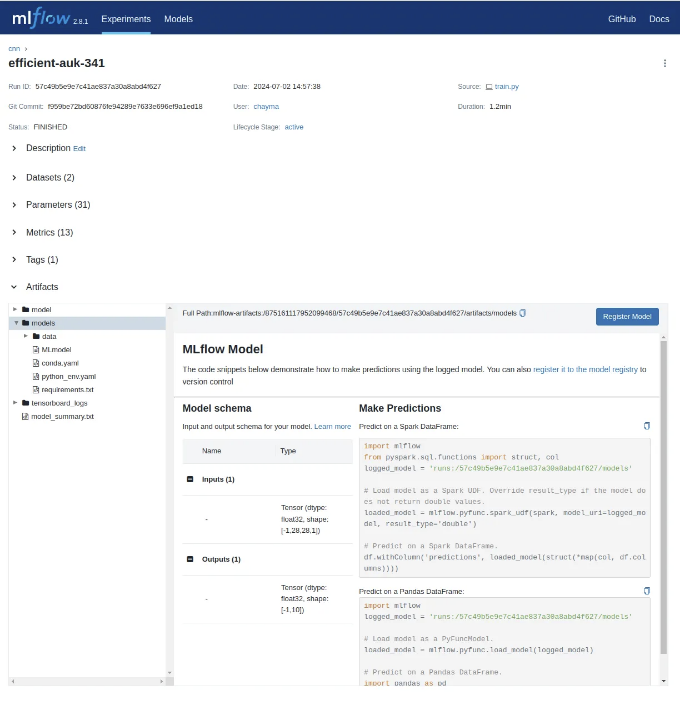 mlflow 2.8.1 Experiments Models GitHub Docs
cnn ›
efficient-auk-341
Run ID: 57c49b5e9e7c41ae837a30a8abd4f627 Date: 2024-07-02 14:57:38 Source: train.py
Git Commit: f959be72bd60876fe94289e7633e696ef9a1ed18 User: chayma Duration: 1.2min
Status: FINISHED Lifecycle Stage: active
Description Edit
Datasets (2)
Parameters (31)
Metrics (13)
Tags (1)
Artifacts
model
models
data
MLmodel
conda.yaml
python_env.yaml
requirements.txt
tensorboard_logs
model_summary.txt
Full Path:mlflow-artifacts:/875161117952099468/57c49b5e9e7c41ae837a30a8abd4f627/artifacts/models
Register Model
MLflow Model
The code snippets below demonstrate how to make predictions using the logged model. You can also register it to the model registry to
version control
Model schema
Input and output schema for your model. Learn more
Name Type
Inputs (1)
- Tensor (dtype:
float32, shape:
[-1,28,28,1])
Outputs (1)
- Tensor (dtype:
float32, shape:
[-1,10])
Make Predictions
Predict on a Spark DataFrame:
import mlflow
from pyspark.sql.functions import struct, col
logged_model = 'runs:/57c49b5e9e7c41ae837a30a8abd4f627/models'
# Load model as a Spark UDF. Override result_type if the model do
es not return double values.
loaded_model = mlflow.pyfunc.spark_udf(spark, model_uri=logged_mo
del, result_type='double')
# Predict on a Spark DataFrame.
df.withColumn('predictions', loaded_model(struct(*map(col, df.col
umns))))
Predict on a Pandas DataFrame:
import mlflow
logged_model = 'runs:/57c49b5e9e7c41ae837a30a8abd4f627/models'
# Load model as a PyFuncModel.
loaded_model = mlflow.pyfunc.load_model(logged_model)
# Predict on a Pandas DataFrame.
import pandas as pd